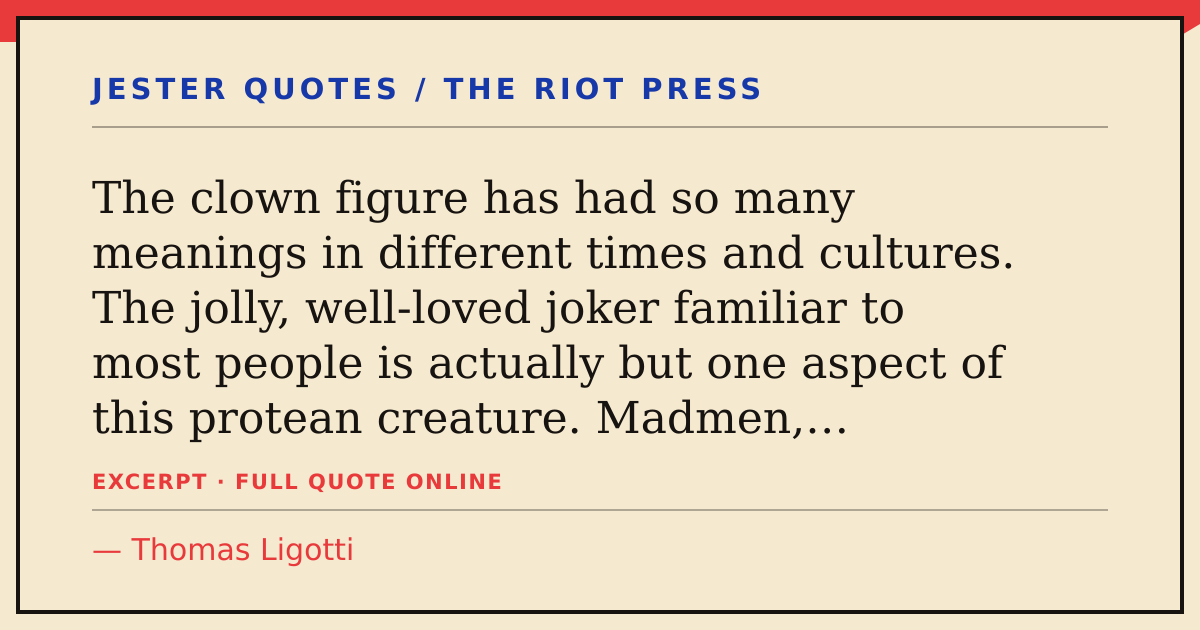 JESTER QUOTES / THE RIOT PRESS
The clown figure has had so many
meanings in different times and cultures.
The jolly, well-loved joker familiar to
most people is actually but one aspect of
this protean creature. Madmen,…
EXCERPT · FULL QUOTE ONLINE
— Thomas Ligotti